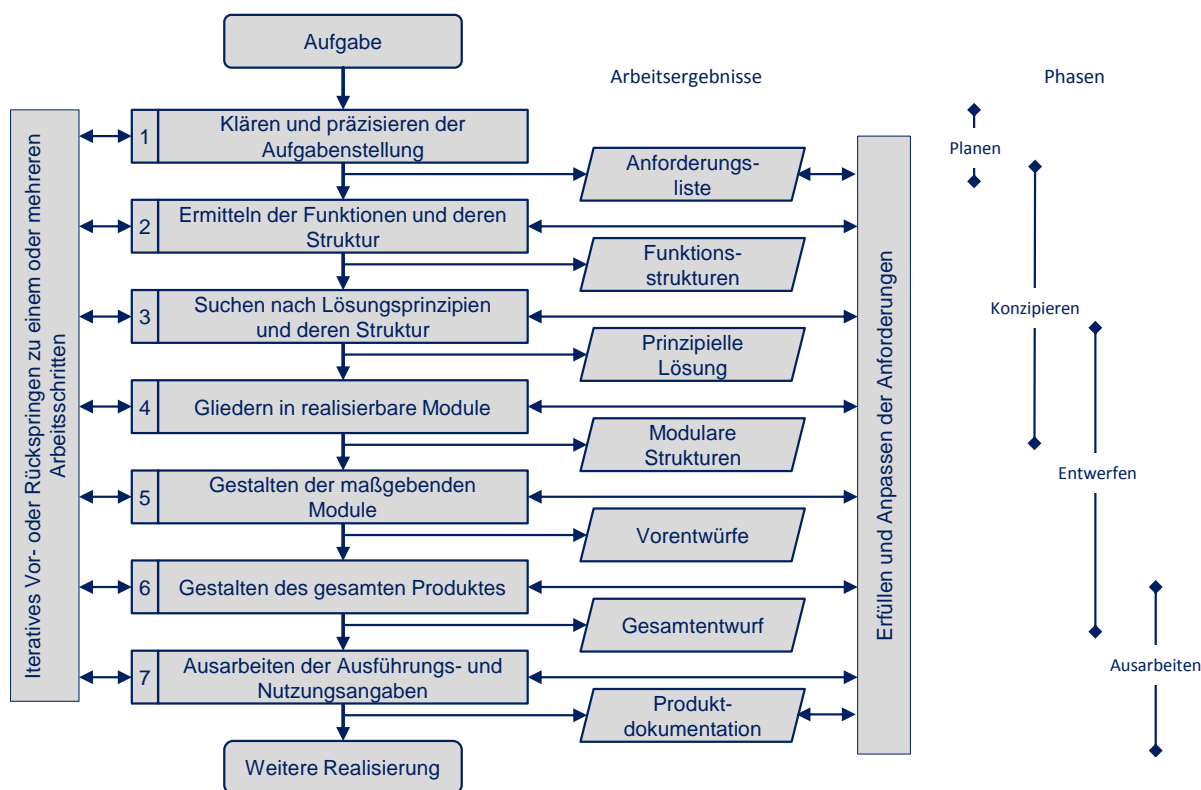 Aufgabe
Arbeitsergebnisse
Phasen
Iteratives Vor- oder Rückspringen zu einem oder mehreren
Arbeitsschritten
1
Klären und präzisieren der
Aufgabenstellung
Anforderungs-
liste
Planen
2
Ermitteln der Funktionen und deren
Struktur
Funktions-
strukturen
3
Suchen nach Lösungsprinzipien
und deren Struktur
Konzipieren
Prinzipielle
Lösung
4
Gliedern in realisierbare Module
Modulare
Strukturen
Entwerfen
5
Gestalten der maßgebenden
Module
Vorentwürfe
6
Gestalten des gesamten Produktes
Gesamtentwurf
7
Ausarbeiten der Ausführungs- und
Nutzungsangaben
Ausarbeiten
Produkt-
dokumentation
Weitere Realisierung
Erfüllen und Anpassen der Anforderungen